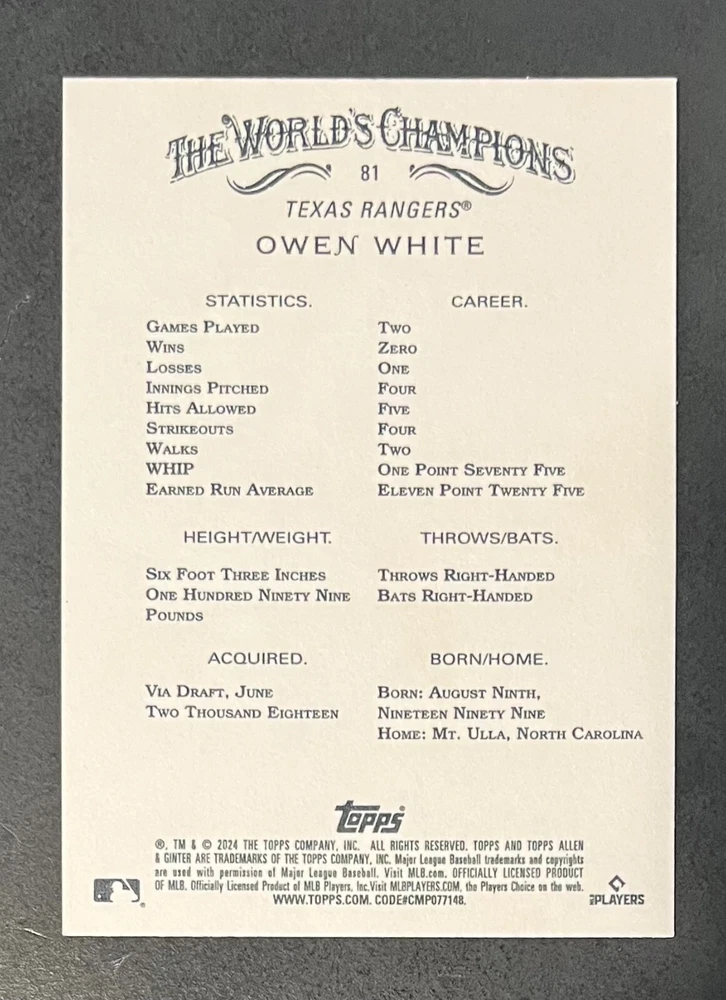 THE WORLD'S CHAMPIONS
81
TEXAS RANGERS®
OWEN WHITE
STATISTICS. CAREER.
GAMES PLAYED TWO
WINS ZERO
LOSSES ONE
INNINGS PITCHED FOUR
HITS ALLOWED FIVE
STRIKEOUTS FOUR
WALKS TWO
WHIP ONE POINT SEVENTY FIVE
EARNED RUN AVERAGE ELEVEN POINT TWENTY FIVE
HEIGHT/WEIGHT. THROWS/BATS.
SIX FOOT THREE INCHES THROWS RIGHT-HANDED
ONE HUNDRED NINETY NINE BATS RIGHT-HANDED
POUNDS
ACQUIRED. BORN/HOME.
VIA DRAFT, JUNE BORN: AUGUST NINTH,
TWO THOUSAND EIGHTEEN NINETEEN NINETY NINE
HOME: MT. ULLA, NORTH CAROLINA
Topps®
®, TM & © 2024 THE TOPPS COMPANY, INC. ALL RIGHTS RESERVED. TOPPS AND TOPPS ALLEN
& GINTER ARE TRADEMARKS OF THE TOPPS COMPANY, INC. Major League Baseball trademarks and copyrights
are used with permission of Major League Baseball. Visit MLB.com. OFFICIALLY LICENSED PRODUCT
OF MLB. Officially Licensed Product of MLB Players, Inc. Visit MLBPLAYERS.COM, the Players Choice on the web.
WWW.TOPPS.COM. CODE#CMP077148.
MLB PLAYERS